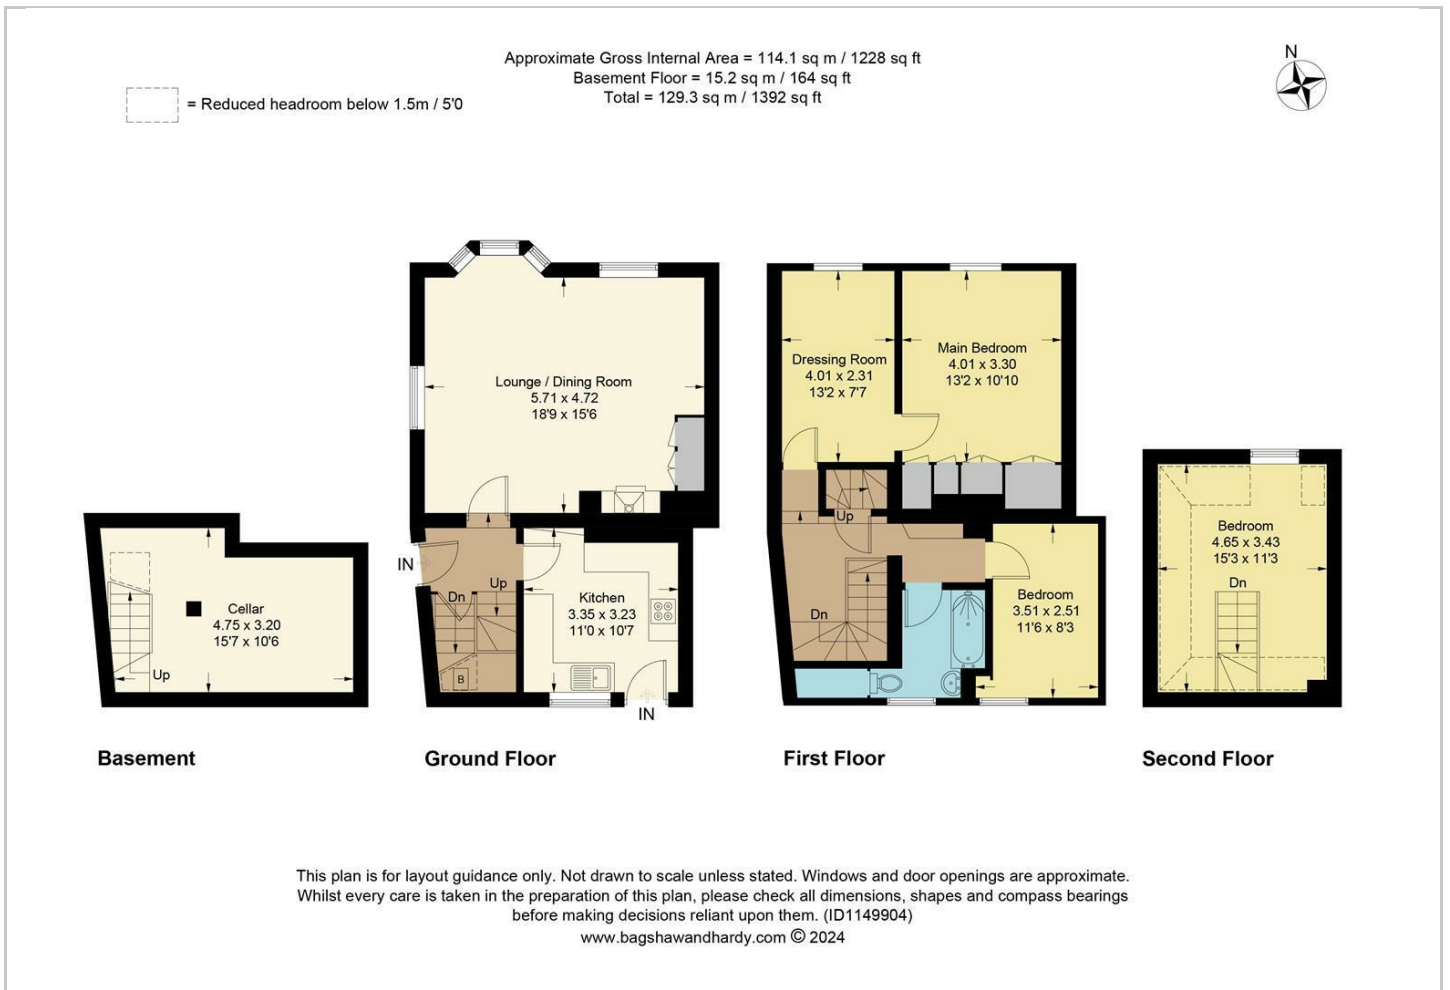 Approximate Gross Internal Area = 114.1 sq m / 1228 sq ft
Basement Floor = 15.2 sq m / 164 sq ft
Total = 129.3 sq m / 1392 sq ft
= Reduced headroom below 1.5m / 5'0
N
Cellar
4.75 x 3.20
15'7 x 10'6
Up
Basement
Lounge / Dining Room
5.71 x 4.72
18'9 x 15'6
IN
Dn
Up
B
Kitchen
3.35 x 3.23
11'0 x 10'7
IN
Ground Floor
Dressing Room
4.01 x 2.31
13'2 x 7'7
Main Bedroom
4.01 x 3.30
13'2 x 10'10
Up
Dn
Bedroom
3.51 x 2.51
11'6 x 8'3
First Floor
Bedroom
4.65 x 3.43
15'3 x 11'3
Dn
Second Floor
This plan is for layout guidance only. Not drawn to scale unless stated. Windows and door openings are approximate.
Whilst every care is taken in the preparation of this plan, please check all dimensions, shapes and compass bearings
before making decisions reliant upon them. (ID1149904)
www.bagshawandhardy.com © 2024